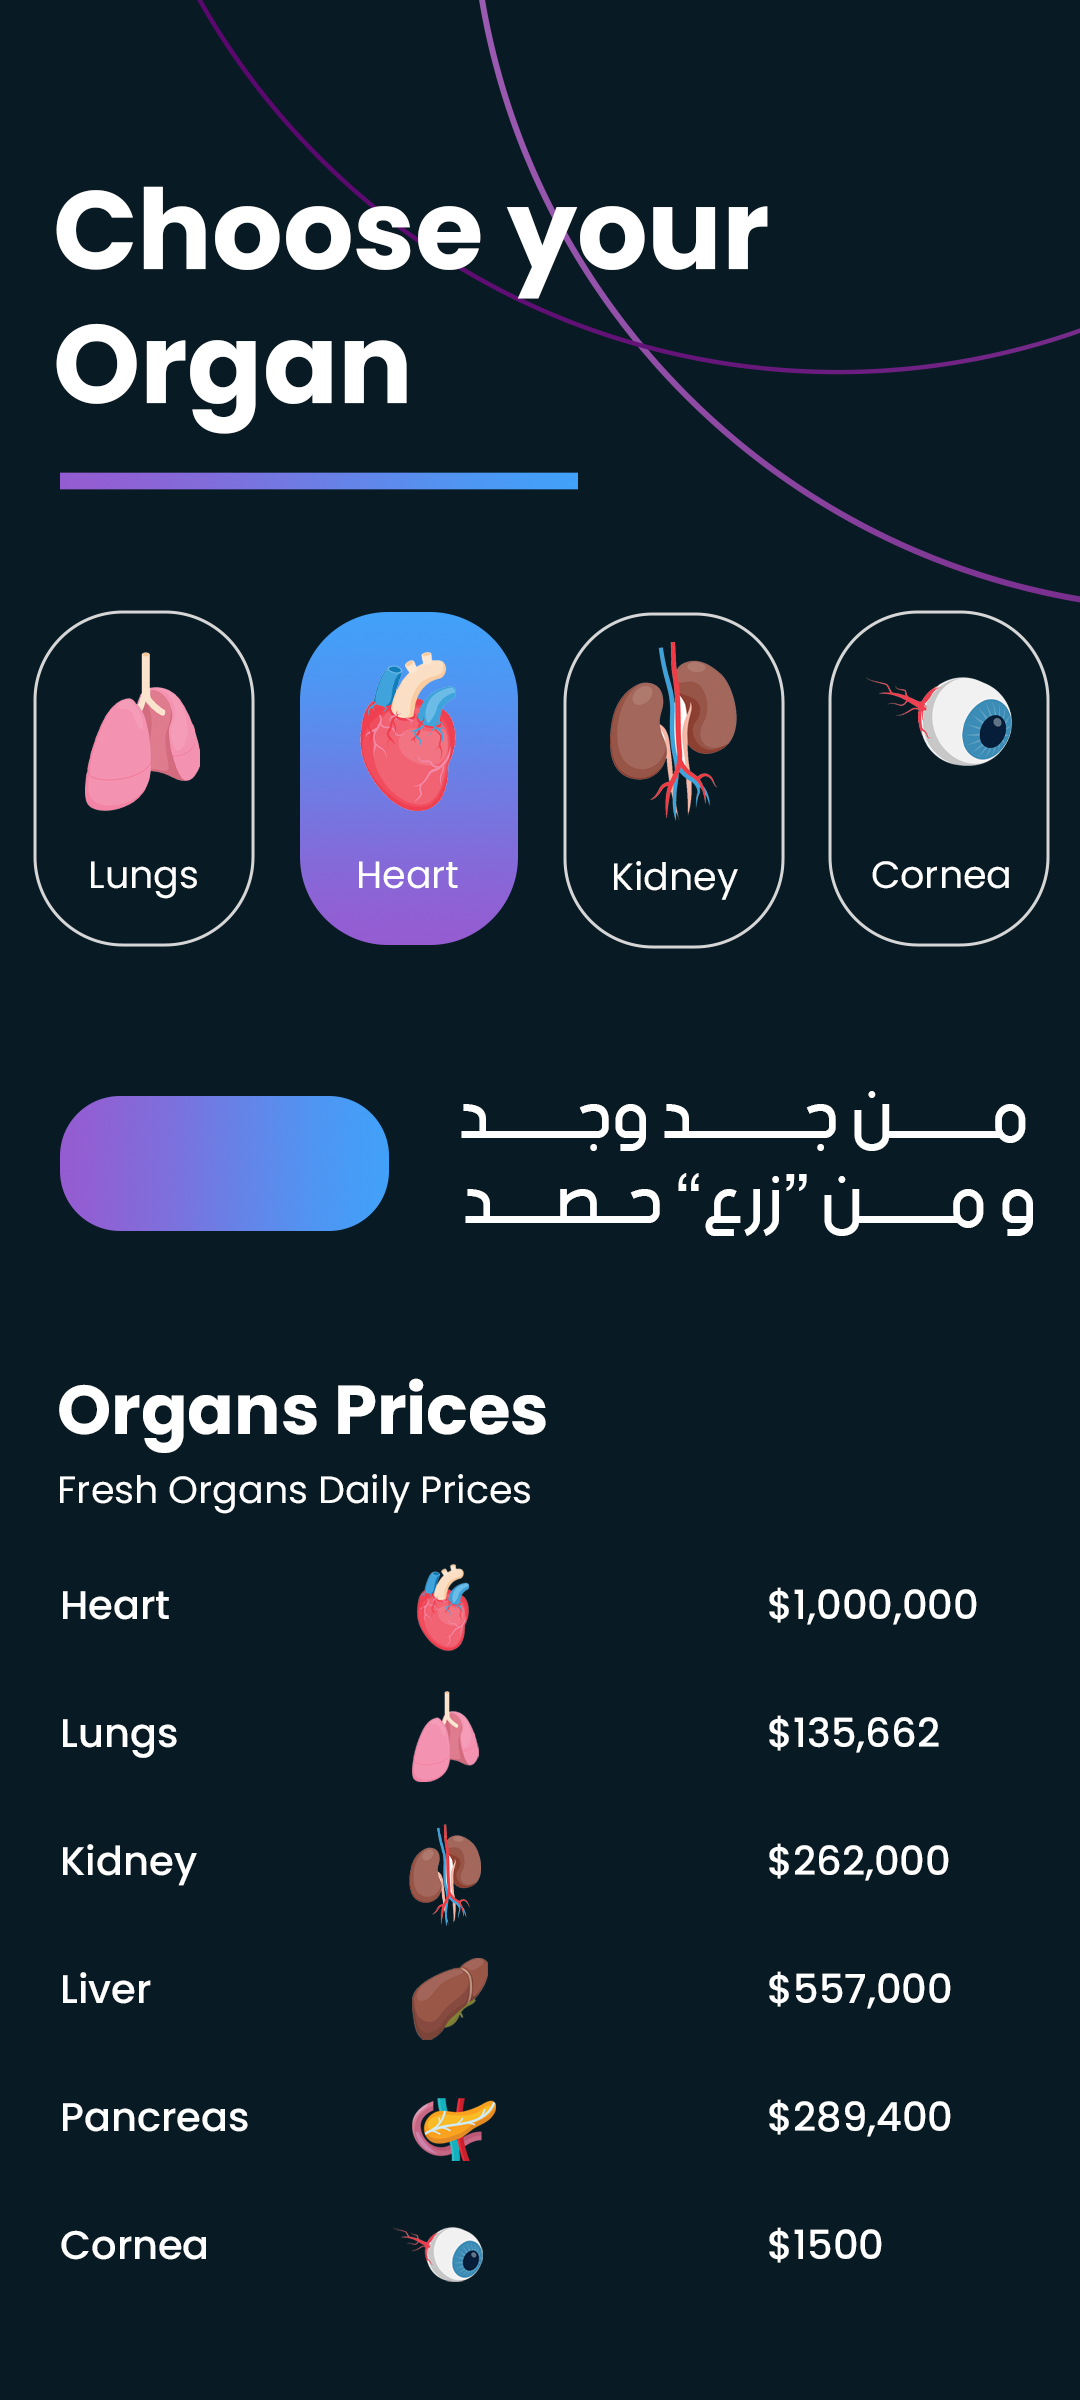 Choose your
Organ
Lungs
Heart
Kidney
Cornea
مـــن جـــد وجـــد
و مـــن ”زرع“ حـصـد
Organs Prices
Fresh Organs Daily Prices
Heart $1,000,000
Lungs $135,662
Kidney $262,000
Liver $557,000
Pancreas $289,400
Cornea $1500